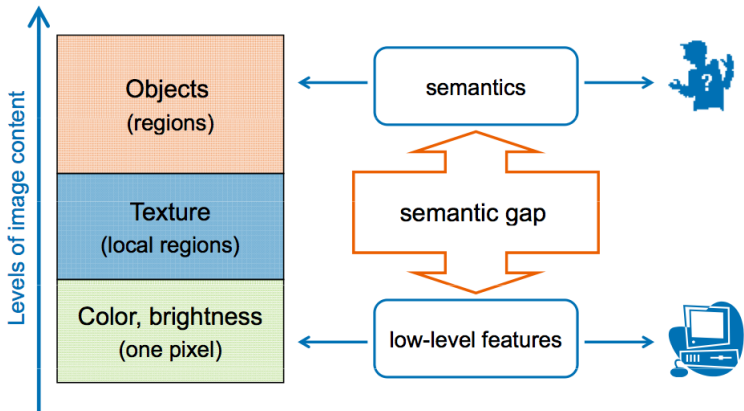 Levels of image content
Objects
(regions)
Texture
(local regions)
Color, brightness
(one pixel)
semantics
?
semantic gap
low-level features